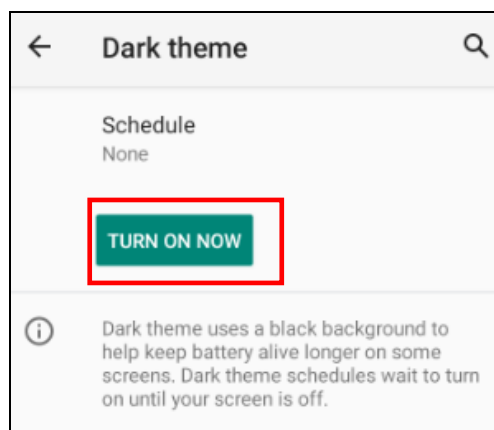 Dark theme
Schedule
None
TURN ON NOW
Dark theme uses a black background to
help keep battery alive longer on some
screens. Dark theme schedules wait to turn
on until your screen is off.